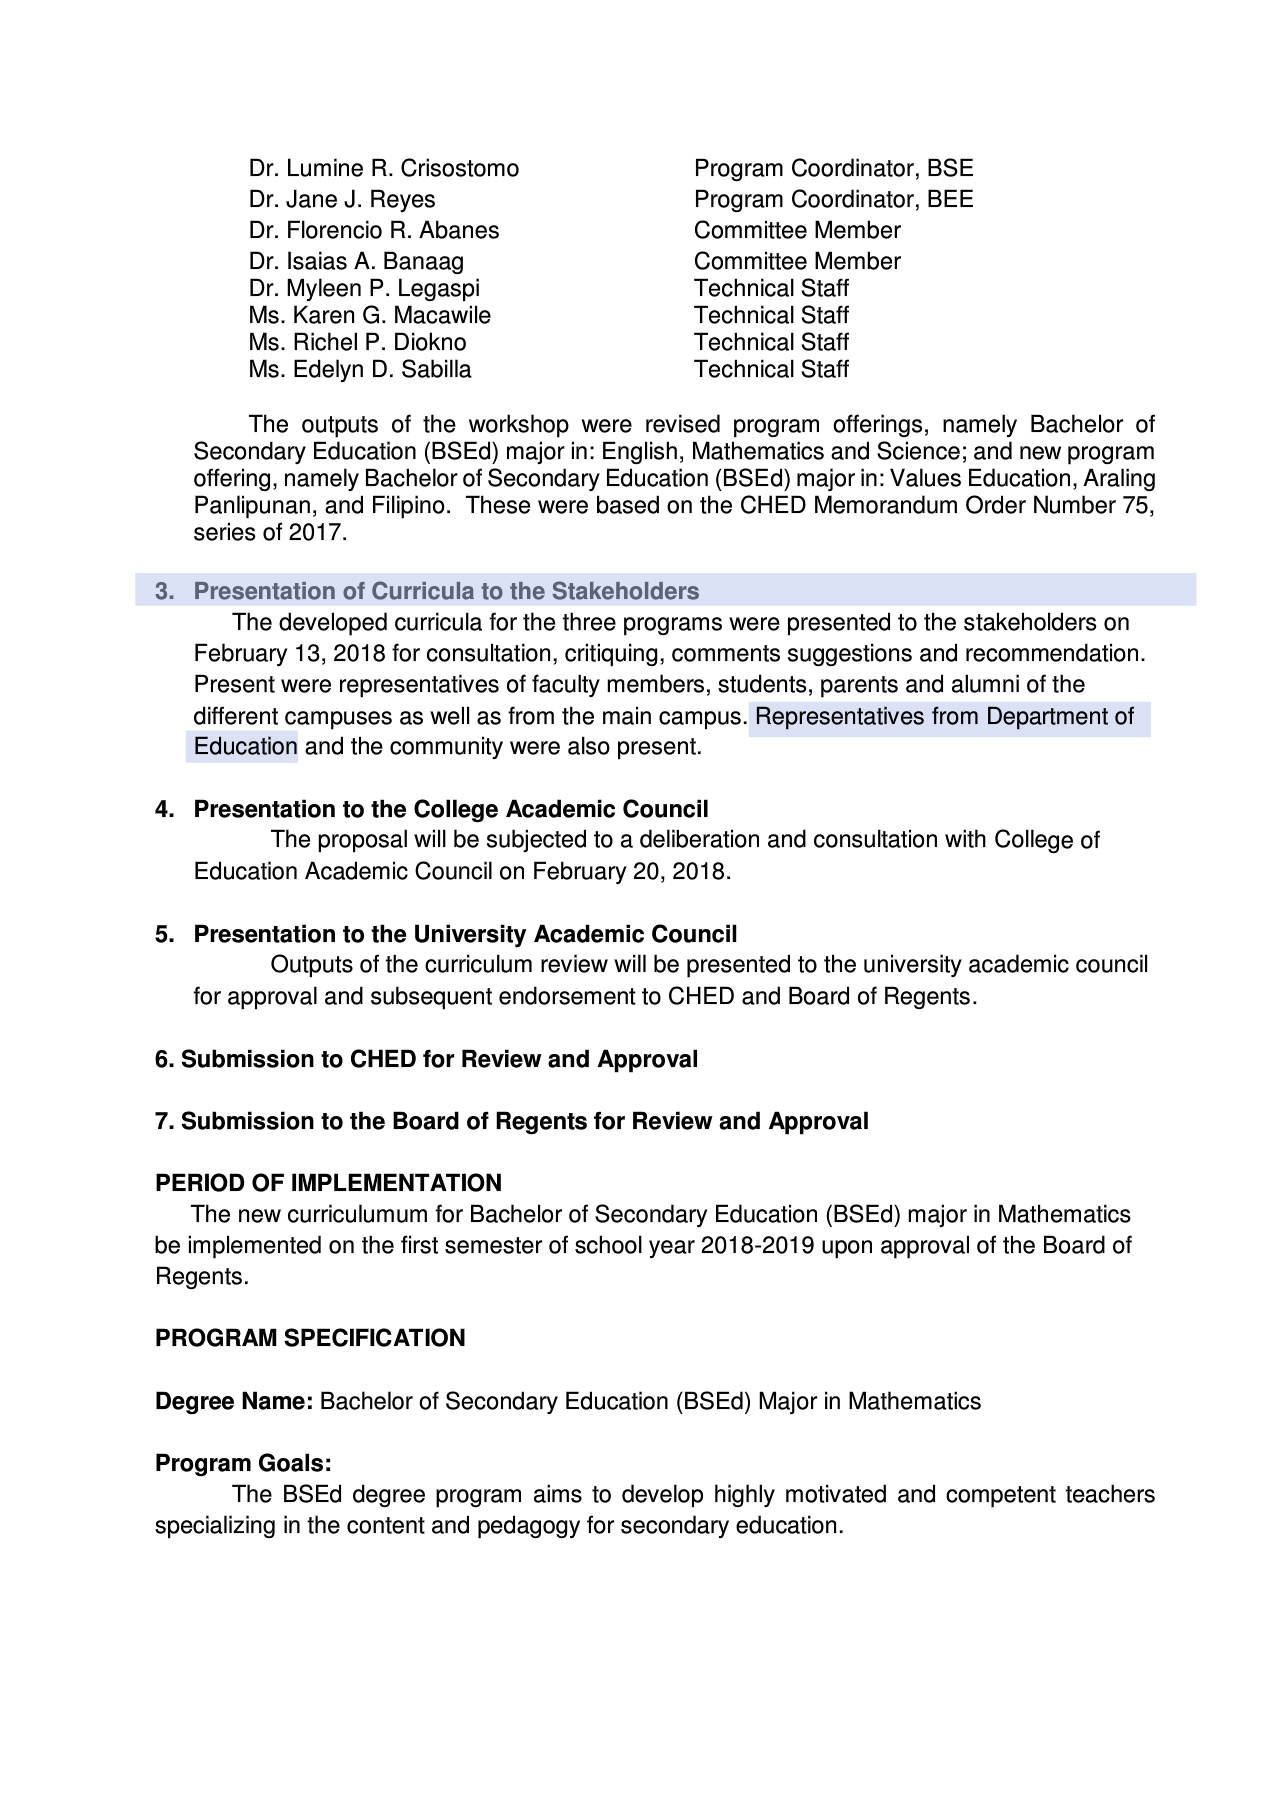 Dr. Lumine R. Crisostomo Program Coordinator, BSE
Dr. Jane J. Reyes Program Coordinator, BEE
Dr. Florencio R. Abanes Committee Member
Dr. Isaias A. Banaag Committee Member
Dr. Myleen P. Legaspi Technical Staff
Ms. Karen G. Macawile Technical Staff
Ms. Richel P. Diokno Technical Staff
Ms. Edelyn D. Sabilla Technical Staff
The outputs of the workshop were revised program offerings, namely Bachelor of
Secondary Education (BSEd) major in: English, Mathematics and Science; and new program
offering, namely Bachelor of Secondary Education (BSEd) major in: Values Education, Araling
Panlipunan, and Filipino. These were based on the CHED Memorandum Order Number 75,
series of 2017.
3. Presentation of Curricula to the Stakeholders
The developed curricula for the three programs were presented to the stakeholders on
February 13, 2018 for consultation, critiquing, comments suggestions and recommendation.
Present were representatives of faculty members, students, parents and alumni of the
different campuses as well as from the main campus. Representatives from Department of
Education and the community were also present.
4. Presentation to the College Academic Council
The proposal will be subjected to a deliberation and consultation with College of
Education Academic Council on February 20, 2018.
5. Presentation to the University Academic Council
Outputs of the curriculum review will be presented to the university academic council
for approval and subsequent endorsement to CHED and Board of Regents.
6. Submission to CHED for Review and Approval
7. Submission to the Board of Regents for Review and Approval
PERIOD OF IMPLEMENTATION
The new curriculumum for Bachelor of Secondary Education (BSEd) major in Mathematics
be implemented on the first semester of school year 2018-2019 upon approval of the Board of
Regents.
PROGRAM SPECIFICATION
Degree Name: Bachelor of Secondary Education (BSEd) Major in Mathematics
Program Goals:
The BSEd degree program aims to develop highly motivated and competent teachers
specializing in the content and pedagogy for secondary education.